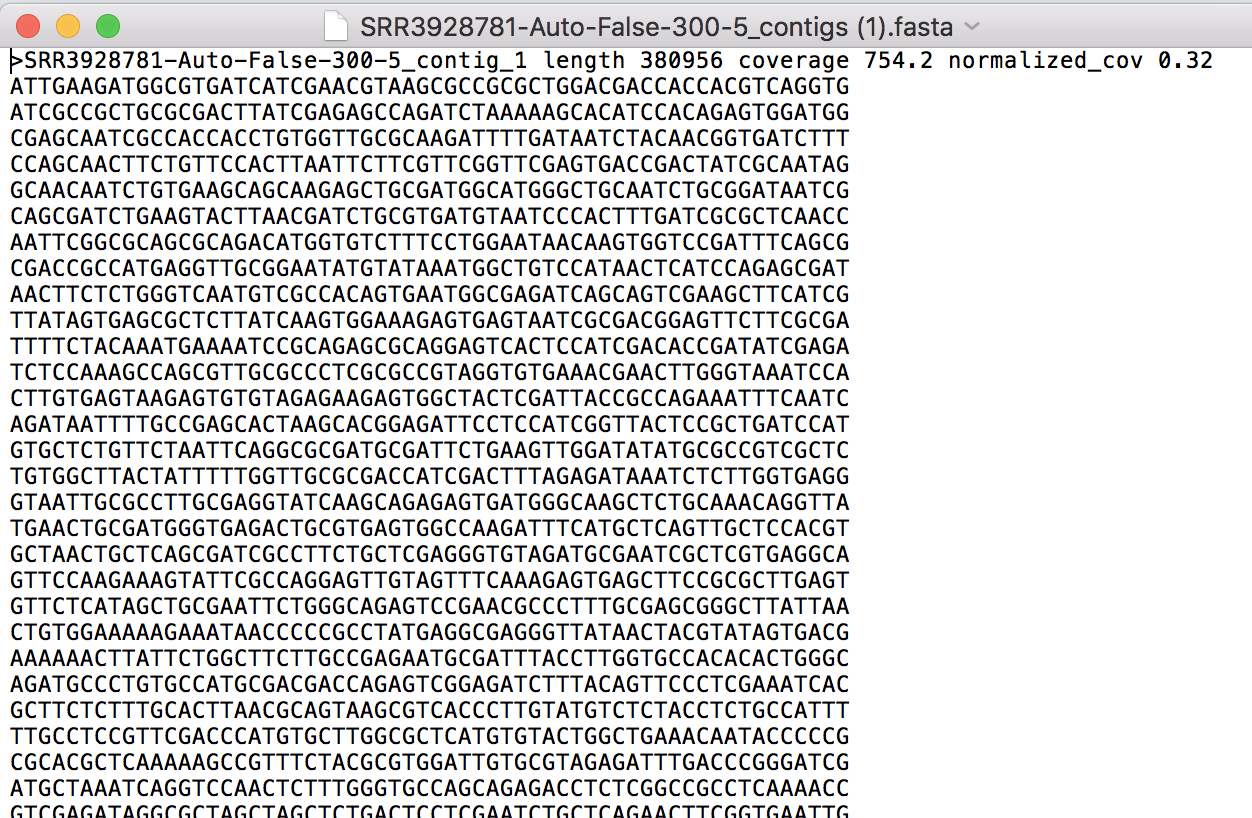 SRR3928781-Auto-False-300-5_contigs (1).fasta
>SRR3928781-Auto-False-300-5_contig_1 length 380956 coverage 754.2 normalized_cov 0.32
ATTGAAGATGGCGTGATCATCGAACGTAAGCGCCGCGCTGGACGACCACCACGTCAGGTG
ATCGCCGCTGCGCGACTTATCGAGAGCCAGATCTAAAAAGCACATCCACAGAGTGGATGG
CGAGCAATCGCCACCACCTGTGGTTGCGCAAGATTTTGATAATCTACAACGGTGATCTTT
CCAGCAACTTCTGTTCCACTTAATTCTTCGTTCGGTTCGAGTGACCGACTATCGCAATAG
GCAACAATCTGTGAAGCAGCAAGAGCTGCGATGGCATGGGCTGCAATCTGCGGATAATCG
CAGCGATCTGAAGTACTTAACGATCTGCGTGATGTAATCCCACTTTGATCGCGCTCAACC
AATTCGGCGCAGCGCAGACATGGTGTCTTTCCTGGAATAACAAGTGGTCCGATTTCAGCG
CGACCGCCATGAGGTTGCGGAATATGTATAAATGGCTGTCCATAACTCATCCAGAGCGAT
AACTTCTCTGGGTCAATGTCGCCACAGTGAATGGCGAGATCAGCAGTCGAAGCTTCATCG
TTATAGTGAGCGCTCTTATCAAGTGGAAAGAGTGAGTAATCGCGACGGAGTTCTTCGCGA
TTTTCTACAAATGAAAATCCGCAGAGCGCAGGAGTCACTCCATCGACACCGATATCGAGA
TCTCCAAAGCCAGCGTTGCGCCCTCGCGCCGTAGGTGTGAAACGAACTTGGGTAAATCCA
CTTGTGAGTAAGAGTGTGTAGAGAAGAGTGGCTACTCGATTACCGCCAGAAATTTCAATC
AGATAATTTTGCCGAGCACTAAGCACGGAGATTCCTCCATCGGTTACTCCGCTGATCCAT
GTGCTCTGTTCTAATTCAGGCGCGATGCGATTCTGAAGTTGGATATATGCGCCGTCGCTC
TGTGGCTTACTATTTTTGGTTGCGCGACCATCGACTTTAGAGATAAATCTCTTGGTGAGG
GTAATTGCGCCTTGCGAGGTATCAAGCAGAGAGTGATGGGCAAGCTCTGCAAACAGGTTA
TGAACTGCGATGGGTGAGACTGCGTGAGTGGCCAAGATTTCATGCTCAGTTGCTCCACGT
GCTAACTGCTCAGCGATCGCCTTCTGCTCGAGGGTGTAGATGCGAATCGCTCGTGAGGCA
GTTCCAAGAAAGTATTCGCCAGGAGTTGTAGTTTCAAAGAGTGAGCTTCCGCGCTTGAGT
GTTCTCATAGCTGCGAATTCTGGGCAGAGTCCGAACGCCCTTTGCGAGCGGGCTTATTAA
CTGTGGAAAAAGAAATAACCCCCGCCTATGAGGCGAGGGTTATAACTACGTATAGTGACG
AAAAAACTTATTCTGGCTTCTTGCCGAGAATGCGATTTACCTTGGTGCCACACACTGGGC
AGATGCCCTGTGCCATGCGACGACCAGAGTCGGAGATCTTTACAGTTCCCTCGAAATCAC
GCTTCTCTTTGCACTTAACGCAGTAAGCGTCACCCTTGTATGTCTCTACCTCTGCCATTT
TTGCCTCCGTTCGACCCATGTGCTTGGCGCTCATGTGTACTGGCTGAAACAATACCCCCG
CGCACGCTCAAAAAGCCGTTTCTACGCGTGGATTGTGCGTAGAGATTTGACCCGGGATCG
ATGCTAAATCAGGTCCAACTCTTTGGGTGCCAGCAGAGACCTCTCGGCCGCCTCAAAACC
GTCGAGATAGGCGCTAGCTAGCTCTGACTCCTCGAATCTGCTCAGAACTTCGGTGAATTG